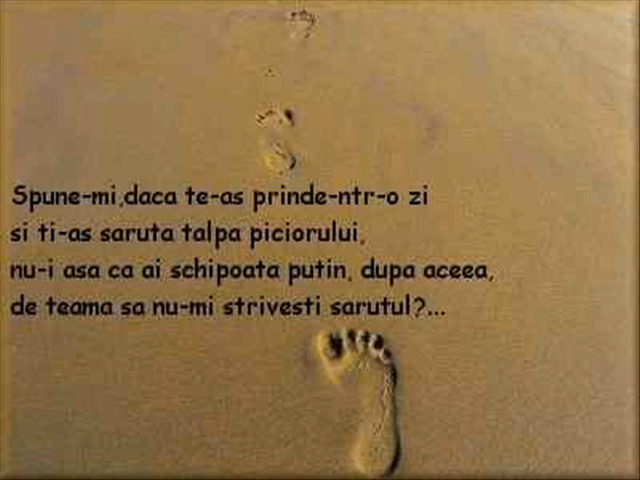 Spune-mi,daca te-as prinde-ntr-o zi
si ti-as saruta talpa piciorului,
nu-i asa ca ai schipoata putin, dupa aceea,
de teama sa nu-mi strivesti sarutul?...